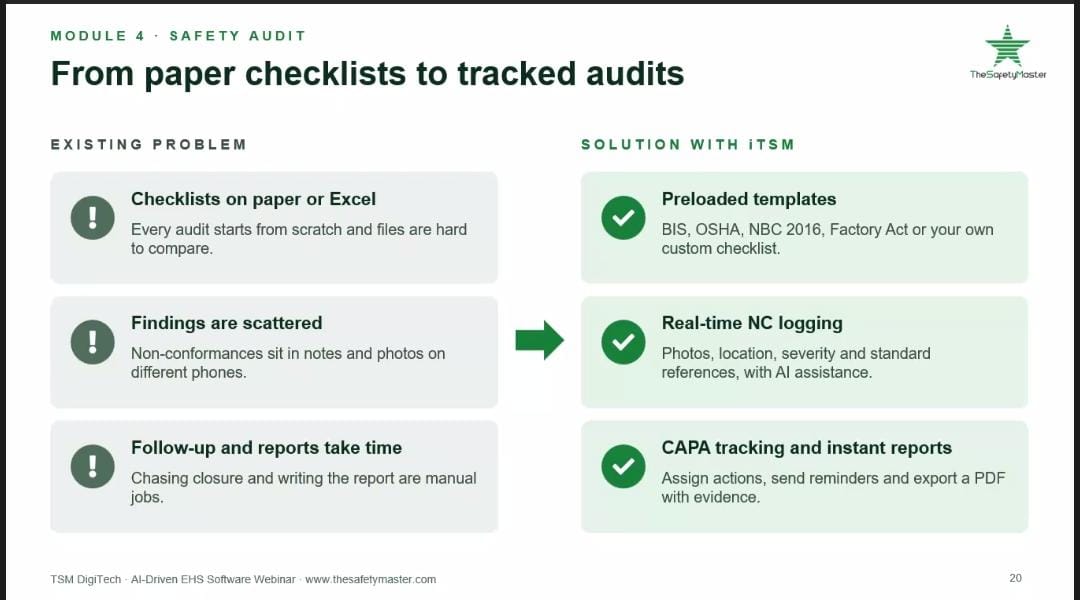 MODULE 4 · SAFETY AUDIT
From paper checklists to tracked audits
TheSafetyMaster
EXISTING PROBLEM
Checklists on paper or Excel
Every audit starts from scratch and files are hard
to compare.
Findings are scattered
Non-conformances sit in notes and photos on
different phones.
Follow-up and reports take time
Chasing closure and writing the report are manual
jobs.
SOLUTION WITH iTSM
Preloaded templates
BIS, OSHA, NBC 2016, Factory Act or your own
custom checklist.
Real-time NC logging
Photos, location, severity and standard
references, with AI assistance.
CAPA tracking and instant reports
Assign actions, send reminders and export a PDF
with evidence.
TSM DigiTech · AI-Driven EHS Software Webinar · www.thesafetymaster.com
20